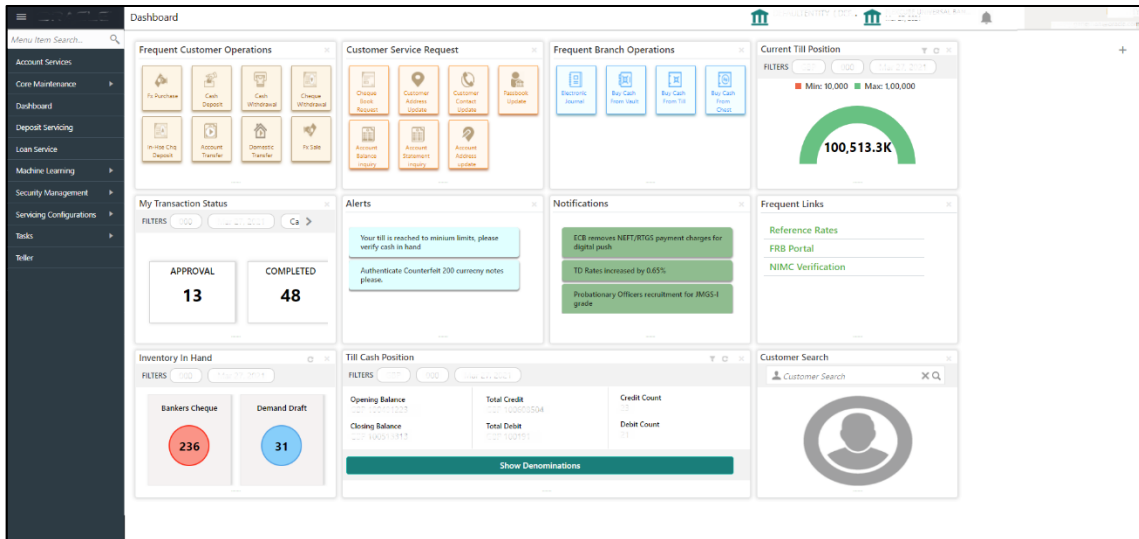 Dashboard
Menu Item Search...
Account Services
Core Maintenance
Dashboard
Deposit Servicing
Loan Service
Machine Learning
Security Management
Servicing Configurations
Tasks
Teller
Frequent Customer Operations
Fx Purchase
Cash
Deposit
Cash
Withdrawal
Cheque
Withdrawal
In-Hse Chq
Deposit
Account
Transfer
Domestic
Transfer
Fx Sale
Customer Service Request
Cheque
Book
Request
Customer
Address
Update
Customer
Contact
Update
Passbook
Update
Account
Balance
Inquiry
Account
Statement
Inquiry
Account
Address
update
Frequent Branch Operations
Electronic
Journal
Buy Cash
From Vault
Buy Cash
From Till
Buy Cash
From
Chest
Current Till Position
FILTERS
Min: 10,000 Max: 1,00,000
100,513.3K
My Transaction Status
FILTERS
Ca
APPROVAL
13
COMPLETED
48
Alerts
Your till is reached to minium limits, please
verify cash in hand
Authenticate Counterfeit 200 currecny notes
please.
Notifications
ECB removes NEFT/RTGS payment charges for
digital push
TD Rates increased by 0.65%
Probationary Officers recruitment for JMGS-I
grade
Frequent Links
Reference Rates
FRB Portal
NIMC Verification
Inventory In Hand
FILTERS
Bankers Cheque
236
Demand Draft
31
Till Cash Position
FILTERS
Opening Balance
Total Credit
Credit Count
Closing Balance
Total Debit
Debit Count
Show Denominations
Customer Search
Customer Search